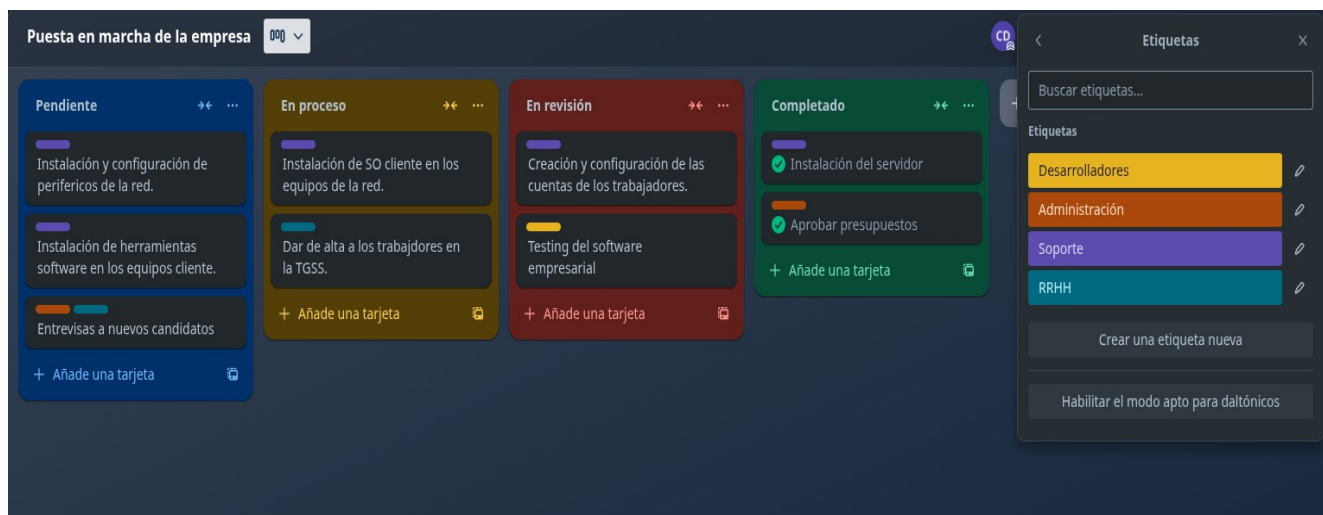 Puesta en marcha de la empresa
CD
Pendiente
Instalación y configuración de
perifericos de la red.
Instalación de herramientas
software en los equipos cliente.
Entrevisas a nuevos candidatos
+ Añade una tarjeta
En proceso
Instalación de SO cliente en los
equipos de la red.
Dar de alta a los trabajdores en
la TGSS.
+ Añade una tarjeta
En revisión
Creación y configuración de las
cuentas de los trabajadores.
Testing del software
empresarial
+ Añade una tarjeta
Completado
Instalación del servidor
Aprobar presupuestos
+ Añade una tarjeta
Etiquetas
Buscar etiquetas...
Etiquetas
Desarrolladores
Administración
Soporte
RRHH
Crear una etiqueta nueva
Habilitar el modo apto para daltónicos